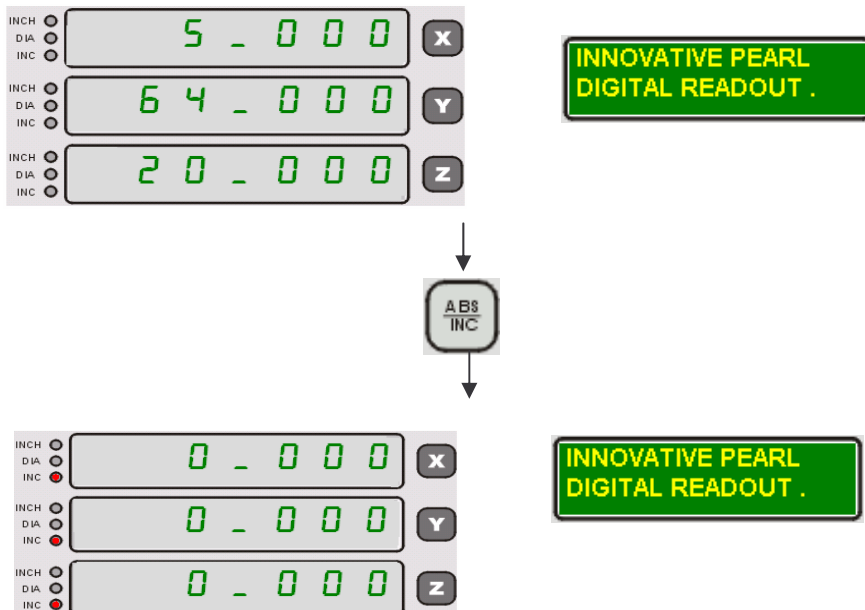 INCH
DIA
INC
5_000
X
INNOVATIVE PEARL
DIGITAL READOUT .
INCH
DIA
INC
64_000
Y
INCH
DIA
INC
20_000
Z
ABS
INC
INCH
DIA
INC
0_000
X
INNOVATIVE PEARL
DIGITAL READOUT .
INCH
DIA
INC
0_000
Y
INCH
DIA
INC
0_000
Z